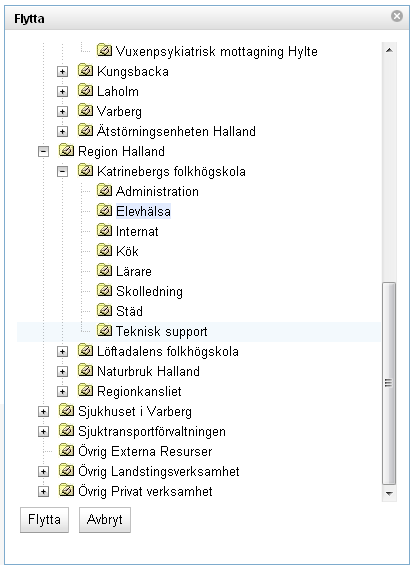 Flytta
Vuxenpsykiatrisk mottagning Hylte
Kungsbacka
Laholm
Varberg
Ätstörningsenheten Halland
Region Halland
Katrinebergs folkhögskola
Administration
Elevhälsa
Internat
Kök
Lärare
Skolledning
Städ
Teknisk support
Löftadalens folkhögskola
Naturbruk Halland
Regionkansliet
Sjukhuset i Varberg
Sjuktransportförvaltningen
Övrig Externa Resurser
Övrig Landstingsverksamhet
Övrig Privat verksamhet
Flytta Avbryt